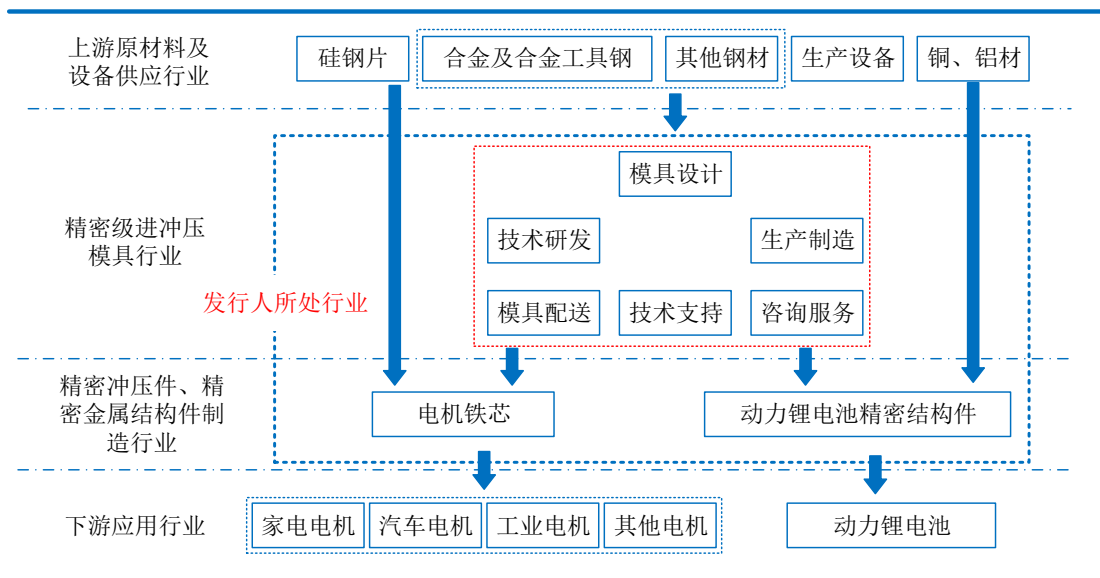 上游原材料及
设备供应行业
硅钢片
合金及合金工具钢
其他钢材
生产设备
铜、铝材
精密级进冲压
模具行业
模具设计
技术研发
生产制造
发行人所处行业
模具配送
技术支持
咨询服务
精密冲压件、精
密金属结构件制
造行业
电机铁芯
动力锂电池精密结构件
下游应用行业
家电电机
汽车电机
工业电机
其他电机
动力锂电池